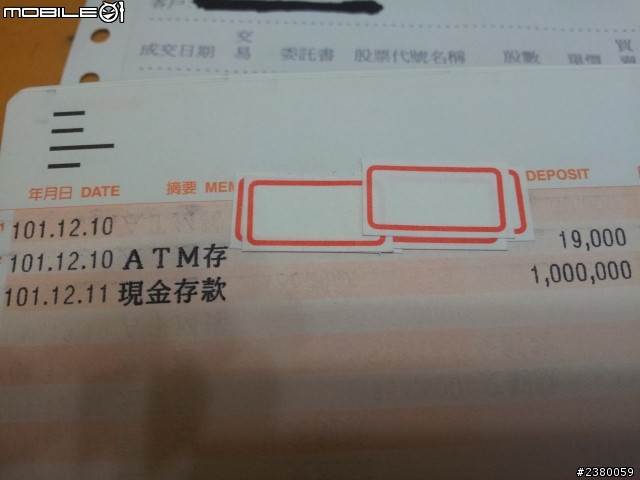 MOBILE01
客戶
成交日期 交易 委託書 股票代號名稱 股數 單價 買賣
年月日 DATE 摘要 MEM DEPOSIT
101.12.10
101.12.10 ATM存 19,000
101.12.11 現金存款 1,000,000
#2380059